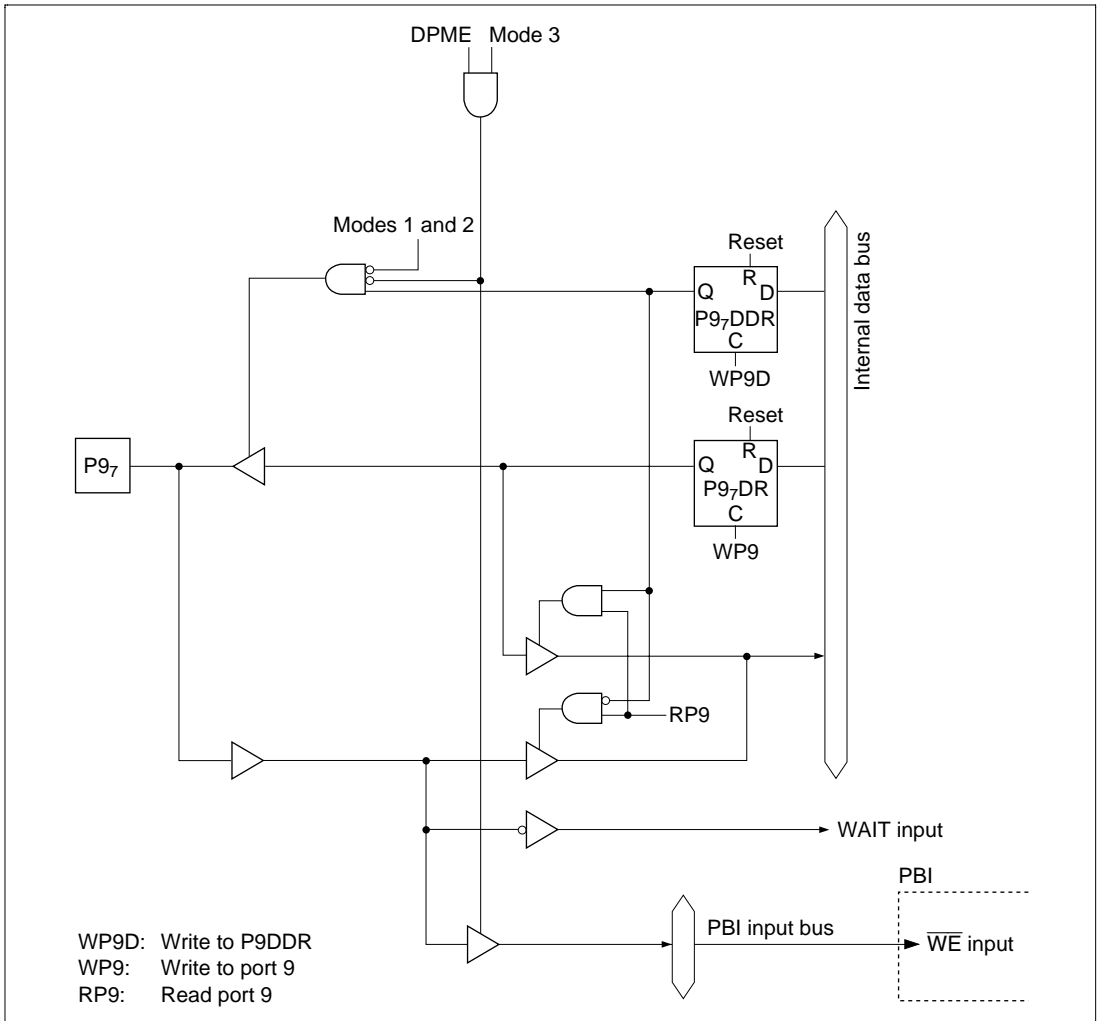 DPME Mode 3
Modes 1 and 2
Reset
R
Q D
P9₇DDR
C
WP9D
Internal data bus
Reset
R
P9₇ Q D
P9₇DR
C
WP9
RP9
WAIT input
PBI
PBI input bus
W̅E̅ input
WP9D: Write to P9DDR
WP9: Write to port 9
RP9: Read port 9